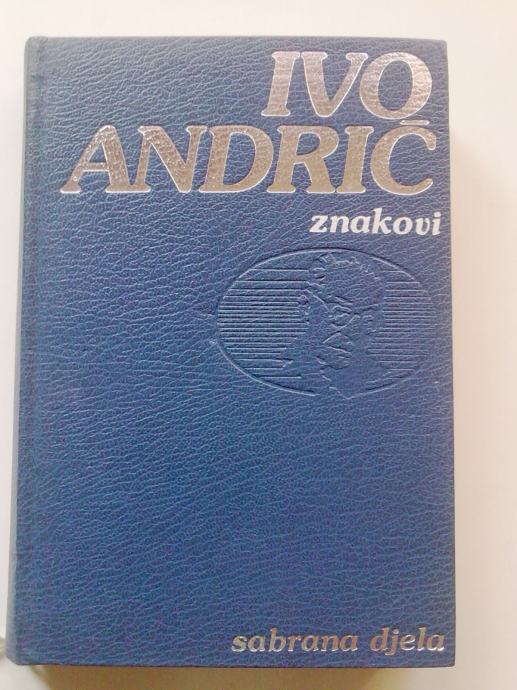 IVO
ANDRIĆ
znakovi
sabrana djela